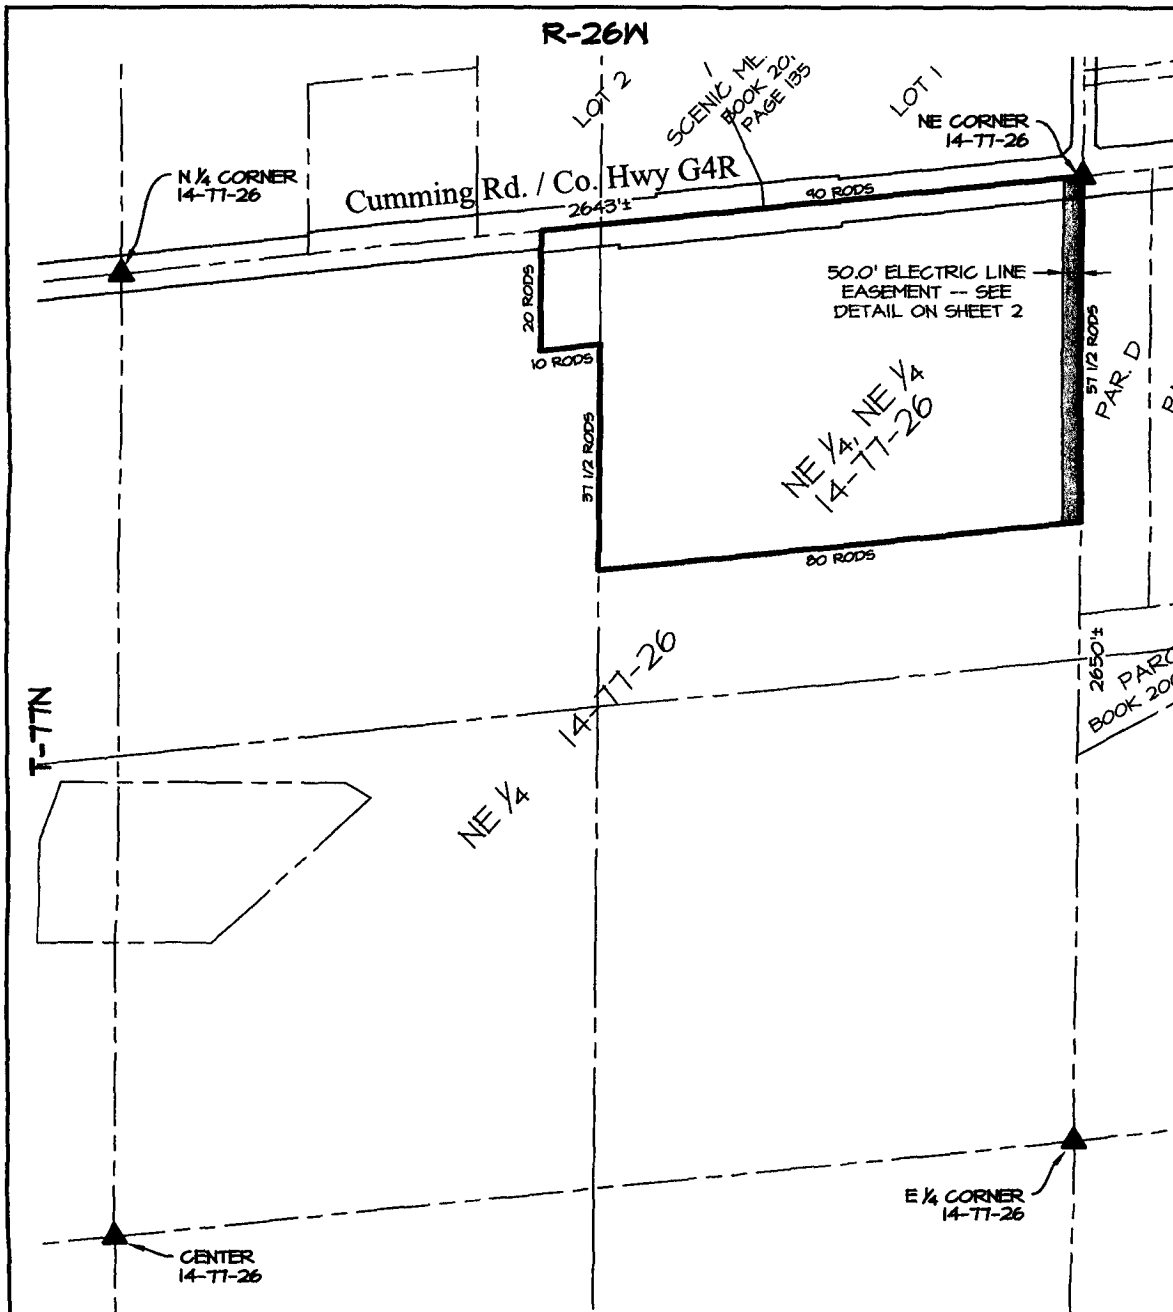 R-26W
LOT 2
SCENIC ME.
BOOK 20
PAGE 135
LOT 1
NE CORNER
14-77-26
N 1/4 CORNER
14-77-26
Cumming Rd. / Co. Hwy G4R
2643'±
90 RODS
20 RODS
50.0' ELECTRIC LINE
EASEMENT -- SEE
DETAIL ON SHEET 2
10 RODS
57 1/2 RODS
PAR. D
NE 1/4, NE 1/4
14-77-26
37 1/2 RODS
80 RODS
14-77-26
2650'±
PARC
BOOK 200
T-77N
NE 1/4
E 1/4 CORNER
14-77-26
CENTER
14-77-26